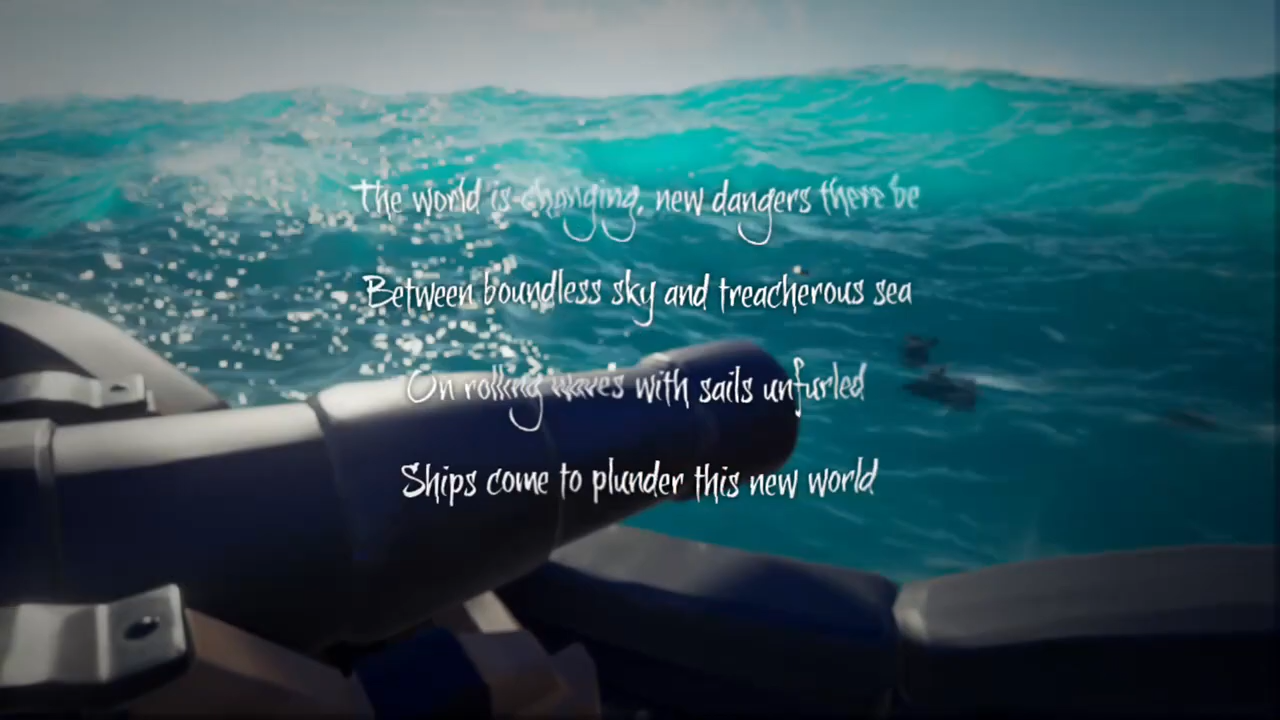 The world is changing, new dangers there be
Between boundless sky and treacherous sea
On rolling waves with sails unfurled
Ships come to plunder this new world